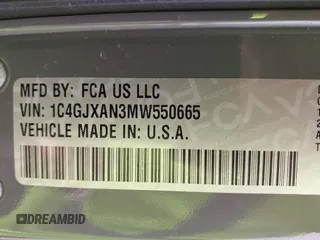 MFD BY: FCA US LLC
VIN: 1C4GJXAN3MW550665
VEHICLE MADE IN: U.S.A.
DREAMBID